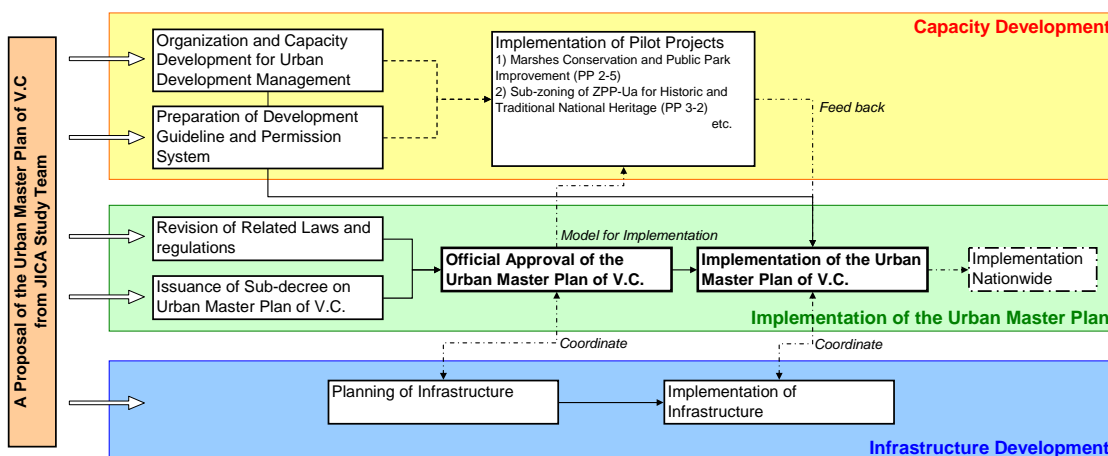 A Proposal of the Urban Master Plan of V.C
from JICA Study Team
Capacity Development
Organization and Capacity
Development for Urban
Development Management
Preparation of Development
Guideline and Permission
System
Implementation of Pilot Projects
1) Marshes Conservation and Public Park
Improvement (PP 2-5)
2) Sub-zoning of ZPP-Ua for Historic and
Traditional National Heritage (PP 3-2)
etc.
Feed back
Revision of Related Laws and
regulations
Issuance of Sub-decree on
Urban Master Plan of V.C.
Model for Implementation
Official Approval of the
Urban Master Plan of V.C.
Implementation of the Urban
Master Plan of V.C.
Implementation
Nationwide
Implementation of the Urban Master Plan
Coordinate
Coordinate
Planning of Infrastructure
Implementation of
Infrastructure
Infrastructure Development